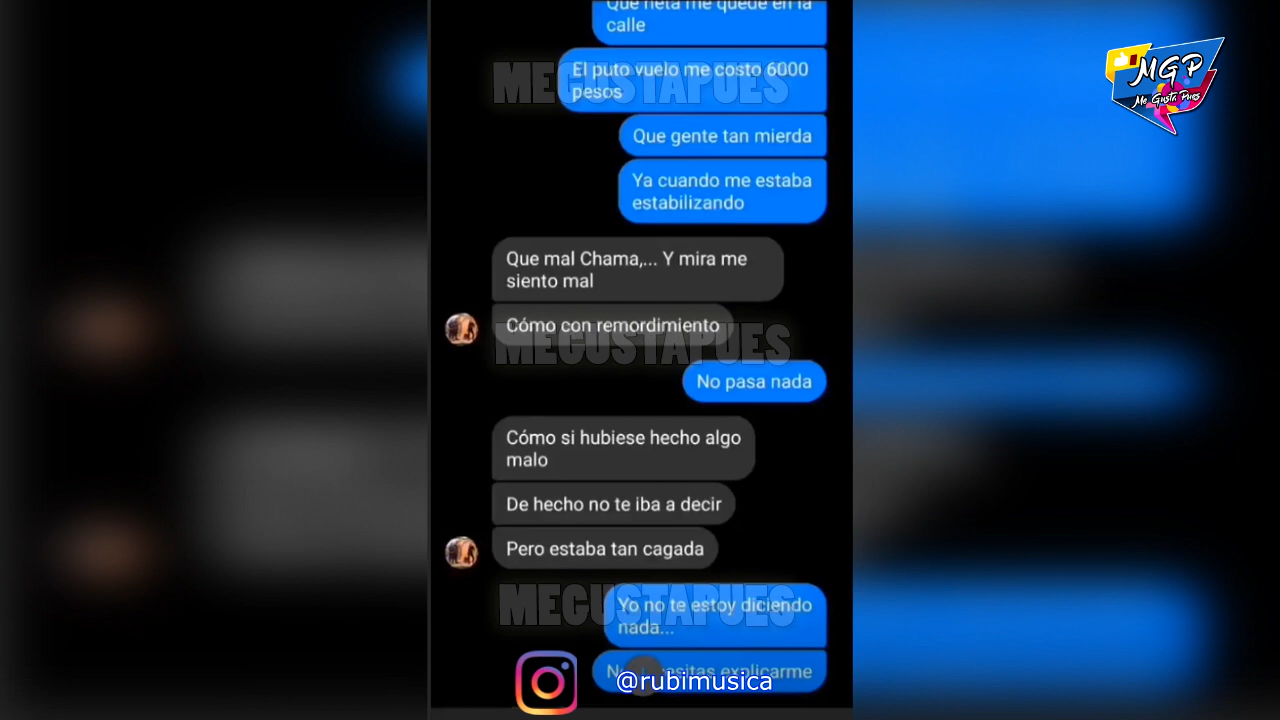 Que neta me quede en la
calle
El puto vuelo me costo 6000
pesos
MEGUSTAPUES
Que gente tan mierda
Ya cuando me estaba
estabilizando
Que mal Chama,... Y mira me
siento mal
Cómo con remordimiento
MEGUSTAPUES
No pasa nada
Cómo si hubiese hecho algo
malo
De hecho no te iba a decir
Pero estaba tan cagada
Yo no te estoy diciendo
nada...
MEGUSTAPUES
explicarme
@rubimusica
MGP
Me Gusta Pues